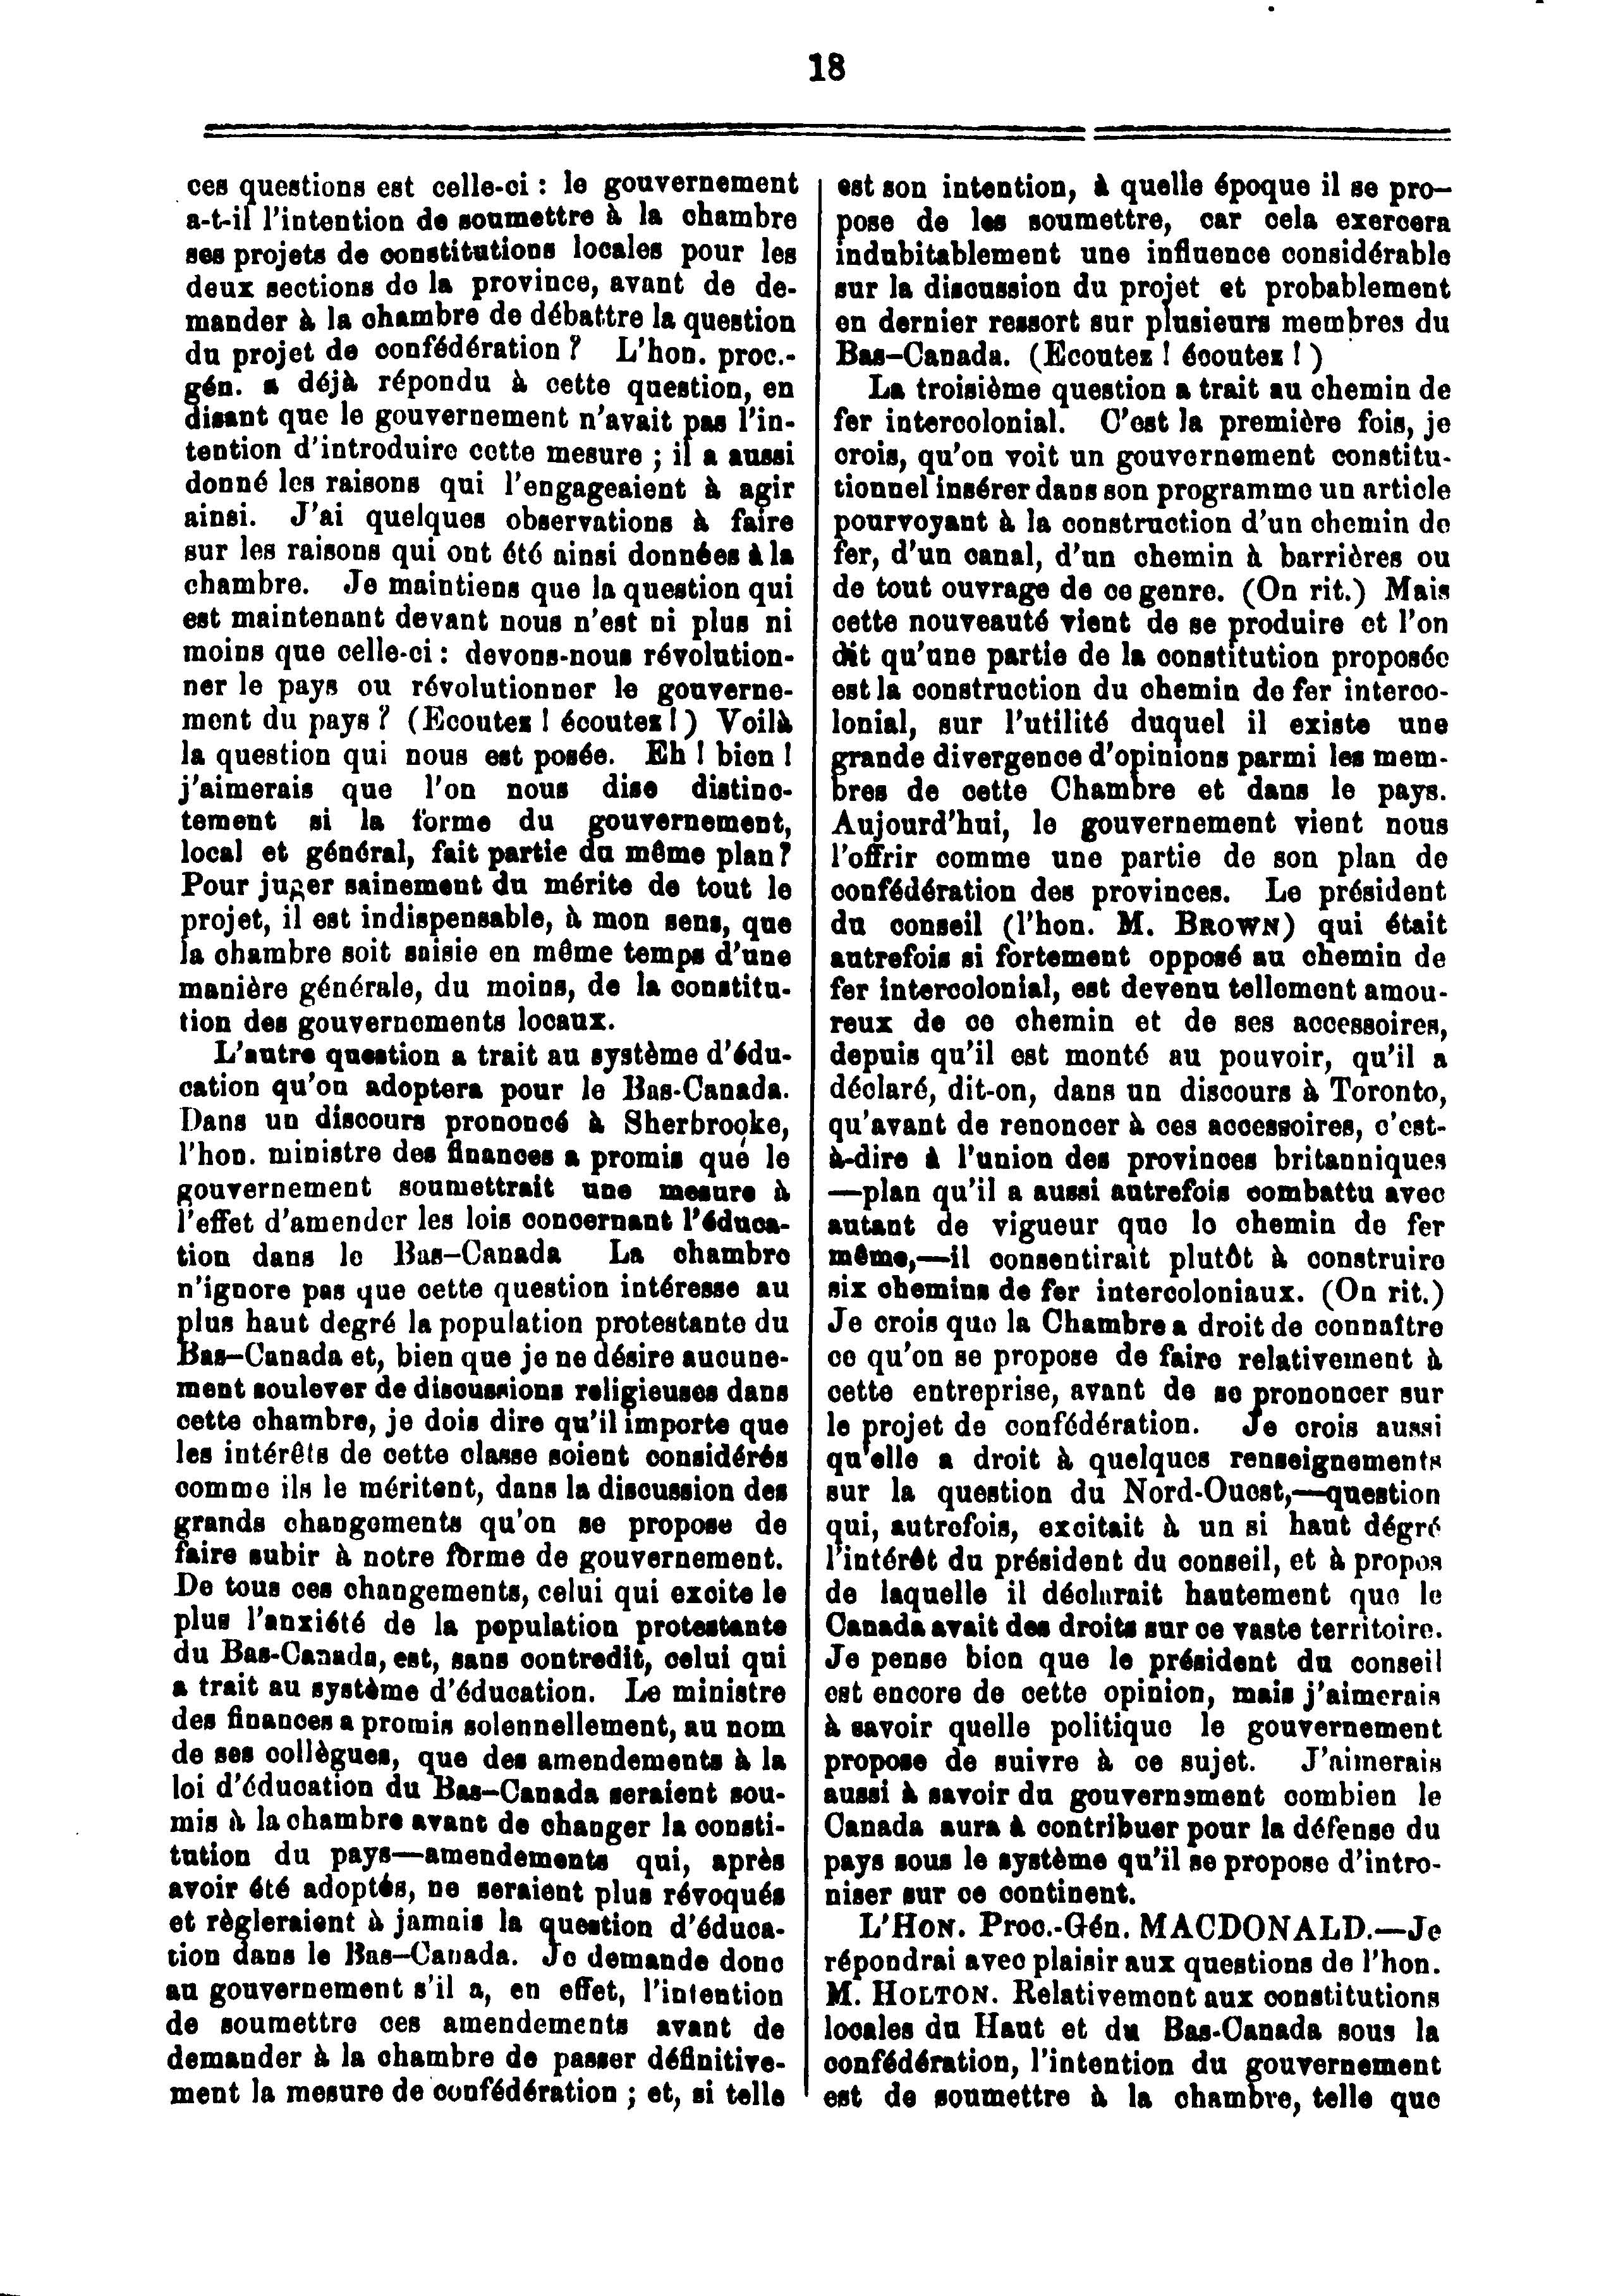 18
ces questions est celle-ci : le gouvernement
a-t-il l'intention de soumettre à la chambre
ses projets de constitutions locales pour les
deux sections de la province, avant de de-
mander à la chambre de débattre la question
du projet de confédération ? L'hon. proc.-
gén. a déjà répondu à cette question, en
disant que le gouvernement n'avait pas l'in-
tention d'introduire cette mesure ; il a aussi
donné les raisons qui l'engageaient à agir
ainsi. J'ai quelques observations à faire
sur les raisons qui ont été ainsi données à la
chambre. Je maintiens que la question qui
est maintenant devant nous n'est ni plus ni
moins que celle-ci : devons-nous révolution-
ner le pays ou révolutionner le gouverne-
ment du pays ? (Ecoutez ! écoutez !) Voilà
la question qui nous est posée. Eh ! bien !
j'aimerais que l'on nous dise distinc-
tement si la forme du gouvernement,
local et général, fait partie du même plan ?
Pour juger sainement du mérite de tout le
projet, il est indispensable, à mon sens, que
la chambre soit saisie en même temps d'une
manière générale, du moins, de la constitu-
tion des gouvernements locaux.
L'autre question a trait au système d'édu-
cation qu'on adoptera pour le Bas-Canada.
Dans un discours prononcé à Sherbrooke,
l'hon. ministre des finances a promis que le
gouvernement soumettrait une mesure à
l'effet d'amender les lois concernant l'éduca-
tion dans le Bas-Canada La chambre
n'ignore pas que cette question intéresse au
plus haut degré la population protestante du
Bas-Canada et, bien que je ne désire aucune-
ment soulever de discussions religieuses dans
cette chambre, je dois dire qu'il importe que
les intérêts de cette classe soient considérés
comme ils le méritent, dans la discussion des
grands changements qu'on se propose de
faire subir à notre forme de gouvernement.
De tous ces changements, celui qui excite le
plus l'anxiété de la population protestante
du Bas-Canada, est, sans contredit, celui qui
a trait au système d'éducation. Le ministre
des finances a promis solennellement, au nom
de ses collègues, que des amendements à la
loi d'éducation du Bas-Canada seraient sou-
mis à la chambre avant de changer la consti-
tution du pays—amendements qui, après
avoir été adoptés, ne seraient plus révoqués
et règleraient à jamais la question d'éduca-
tion dans le Bas-Canada. Je demande donc
au gouvernement s'il a, en effet, l'intention
de soumettre ces amendements avant de
demander à la chambre de passer définitive-
ment la mesure de confédération ; et, si telle
est son intention, à quelle époque il se pro-
pose de les soumettre, car cela exercera
indubitablement une influence considérable
sur la discussion du projet et probablement
en dernier ressort sur plusieurs membres du
Bas-Canada. (Ecoutez ! écoutez ! )
La troisième question a trait au chemin de
fer intercolonial. C'est la première fois, je
crois, qu'on voit un gouvernement constitu-
tionnel insérer dans son programme un article
pourvoyant à la construction d'un chemin de
fer, d'un canal, d'un chemin à barrières ou
de tout ouvrage de ce genre. (On rit.) Mais
cette nouveauté vient de se produire et l'on
dit qu'une partie de la constitution proposée
est la construction du chemin de fer interco-
lonial, sur l'utilité duquel il existe une
grande divergence d'opinions parmi les mem-
bres de cette Chambre et dans le pays.
Aujourd'hui, le gouvernement vient nous
l'offrir comme une partie de son plan de
confédération des provinces. Le président
du conseil (l'hon. M. BROWN) qui était
autrefois si fortement opposé au chemin de
fer intercolonial, est devenu tellement amou-
reux de ce chemin et de ses accessoires,
depuis qu'il est monté au pouvoir, qu'il a
déclaré, dit-on, dans un discours à Toronto,
qu'avant de renoncer à ces accessoires, c'est-
à-dire à l'union des provinces britanniques
—plan qu'il a aussi autrefois combattu avec
autant de vigueur que le chemin de fer
même,—il consentirait plutôt à construire
six chemins de fer intercoloniaux. (On rit.)
Je crois que la Chambre a droit de connaître
ce qu'on se propose de faire relativement à
cette entreprise, avant de se prononcer sur
le projet de confédération. Je crois aussi
qu'elle a droit à quelques renseignements
sur la question du Nord-Ouest,—question
qui, autrefois, excitait à un si haut dégré
l'intérêt du président du conseil, et à propos
de laquelle il déclarait hautement que le
Canada avait des droits sur ce vaste territoire.
Je pense bien que le président du conseil
est encore de cette opinion, mais j'aimerais
à savoir quelle politique le gouvernement
propose de suivre à ce sujet. J'aimerais
aussi à savoir du gouvernement combien le
Canada aura à contribuer pour la défense du
pays sous le système qu'il se propose d'intro-
niser sur ce continent.
L'HON. PROC.-GÉN. MACDONALD.—Je
répondrai avec plaisir aux questions de l'hon.
M. HOLTON. Relativement aux constitutions
locales du Haut et du Bas-Canada sous la
confédération, l'intention du gouvernement
est de soumettre à la chambre, telle que